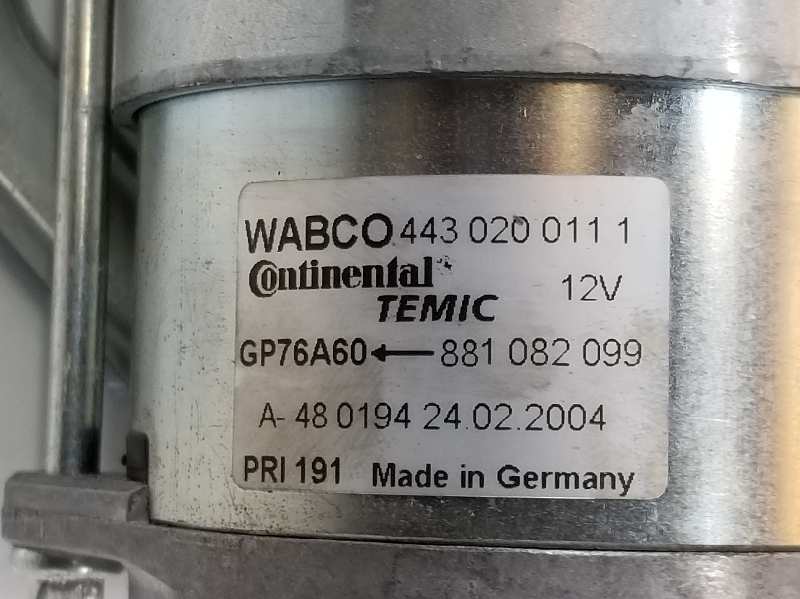 WABCO 443 020 011 1
Continental
TEMIC 12V
GP76A60 ← 881 082 099
A- 48 0194 24.02.2004
PRI 191 Made in Germany